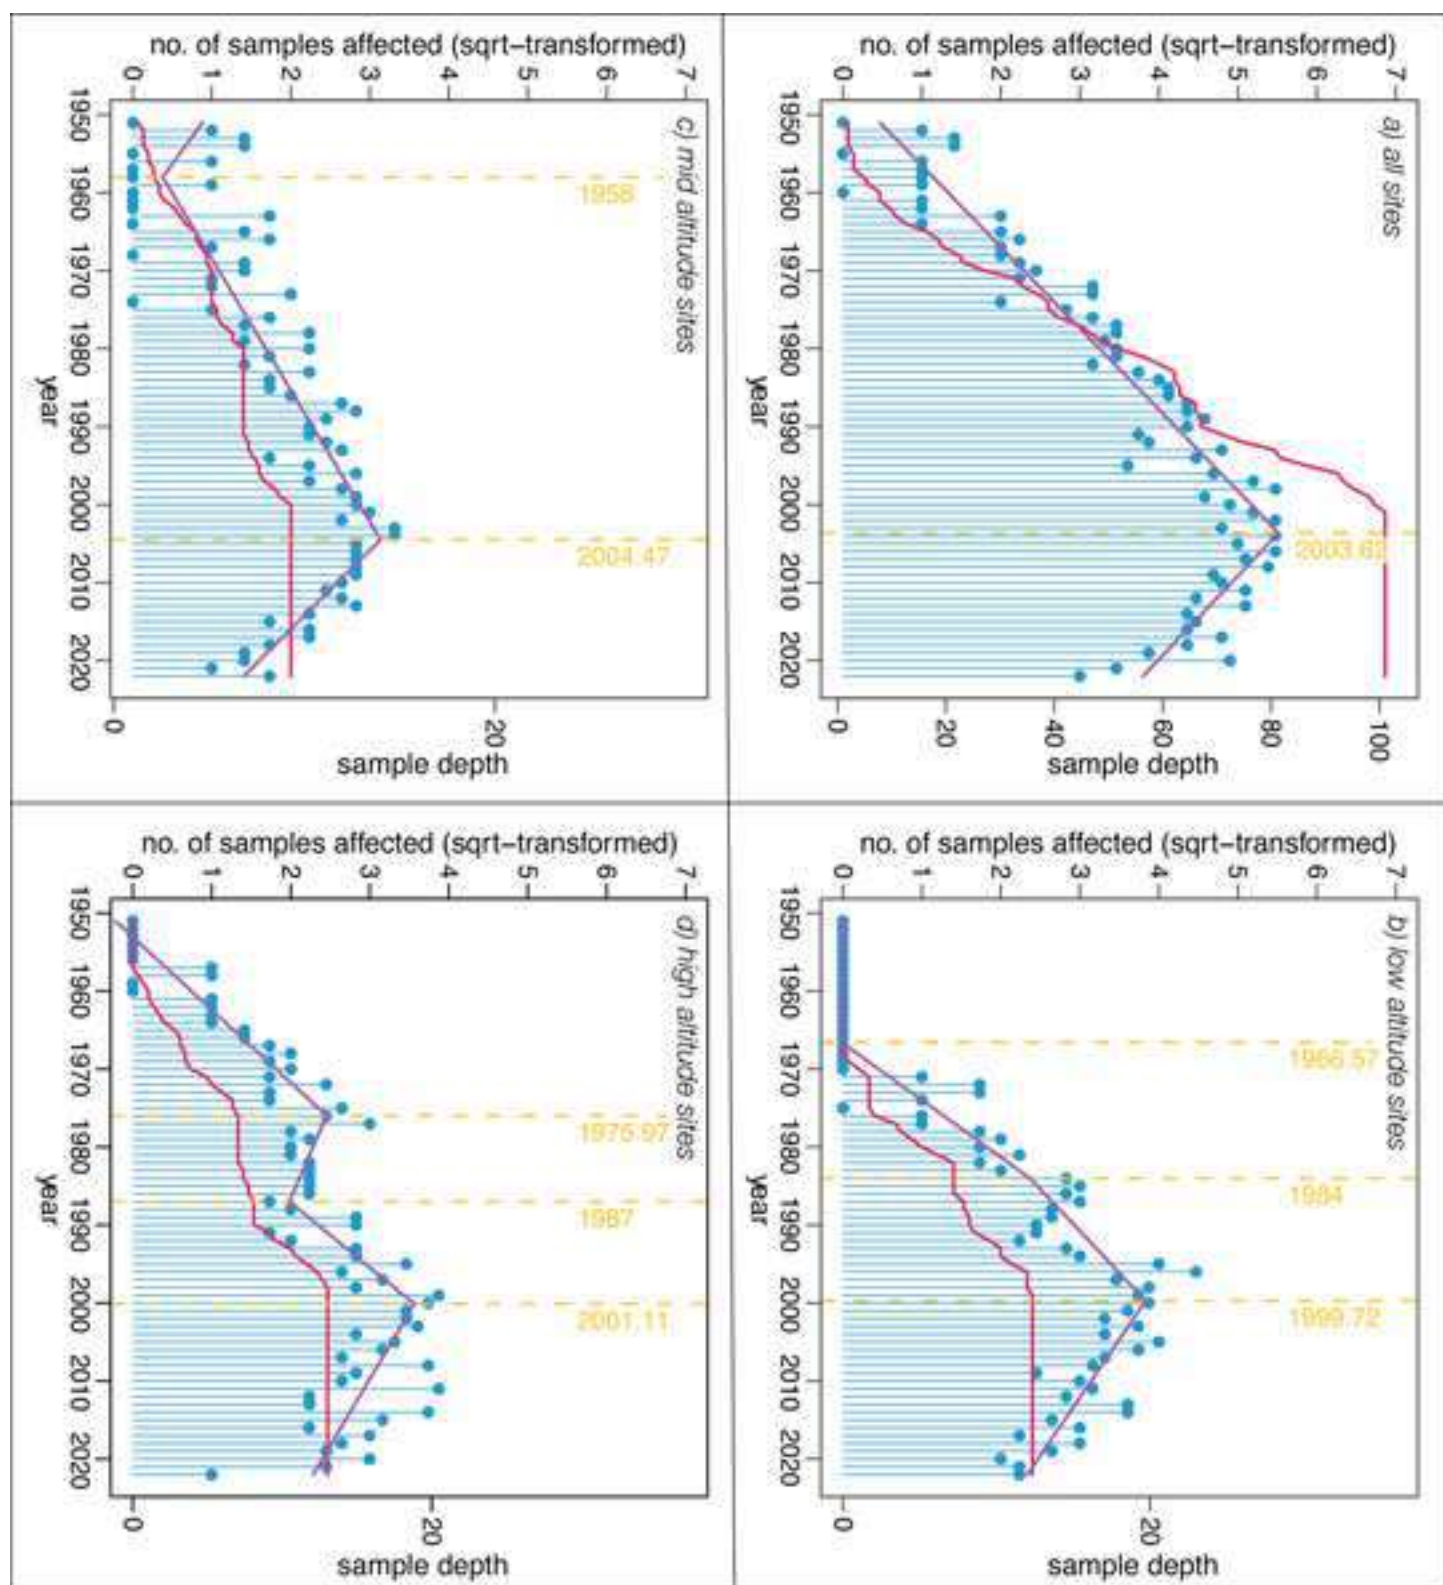 a) all sites
no. of samples affected (sqrt-transformed)
0 1 2 3 4 5 6 7
1950 1960 1970 1980 1990 2000 2010 2020
year
0 20 40 60 80 100
sample depth
2003.62
b) low altitude sites
no. of samples affected (sqrt-transformed)
0 1 2 3 4 5 6 7
1950 1960 1970 1980 1990 2000 2010 2020
year
0 20
sample depth
1966.57
1984
1999.72
c) mid altitude sites
no. of samples affected (sqrt-transformed)
0 1 2 3 4 5 6 7
1950 1960 1970 1980 1990 2000 2010 2020
year
0 20
sample depth
1958
2004.47
d) high altitude sites
no. of samples affected (sqrt-transformed)
0 1 2 3 4 5 6 7
1950 1960 1970 1980 1990 2000 2010 2020
year
0 20
sample depth
1975.97
1987
2001.11